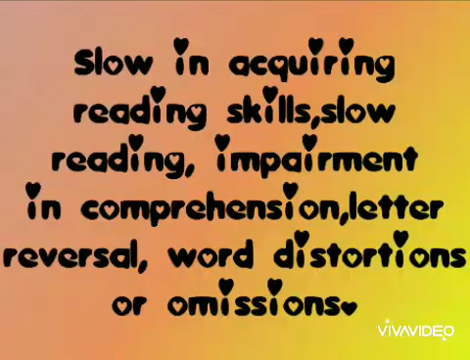 Slow in acquiring
reading skills,slow
reading, impairment
in comprehension,letter
reversal, word distortions
or omissions.
VIVAVIDEO